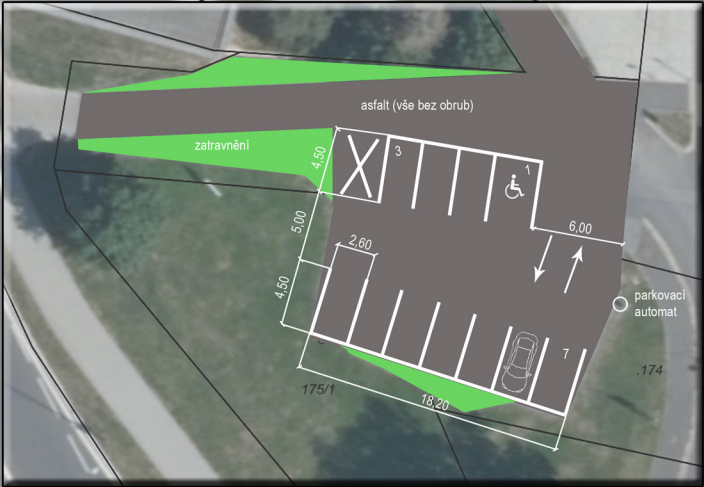 asfalt (vše bez obrub)
zatravnění
4,50
3
1
5,00
6,00
2,60
4,50
parkovací
automat
7
.174
175/1
18,20